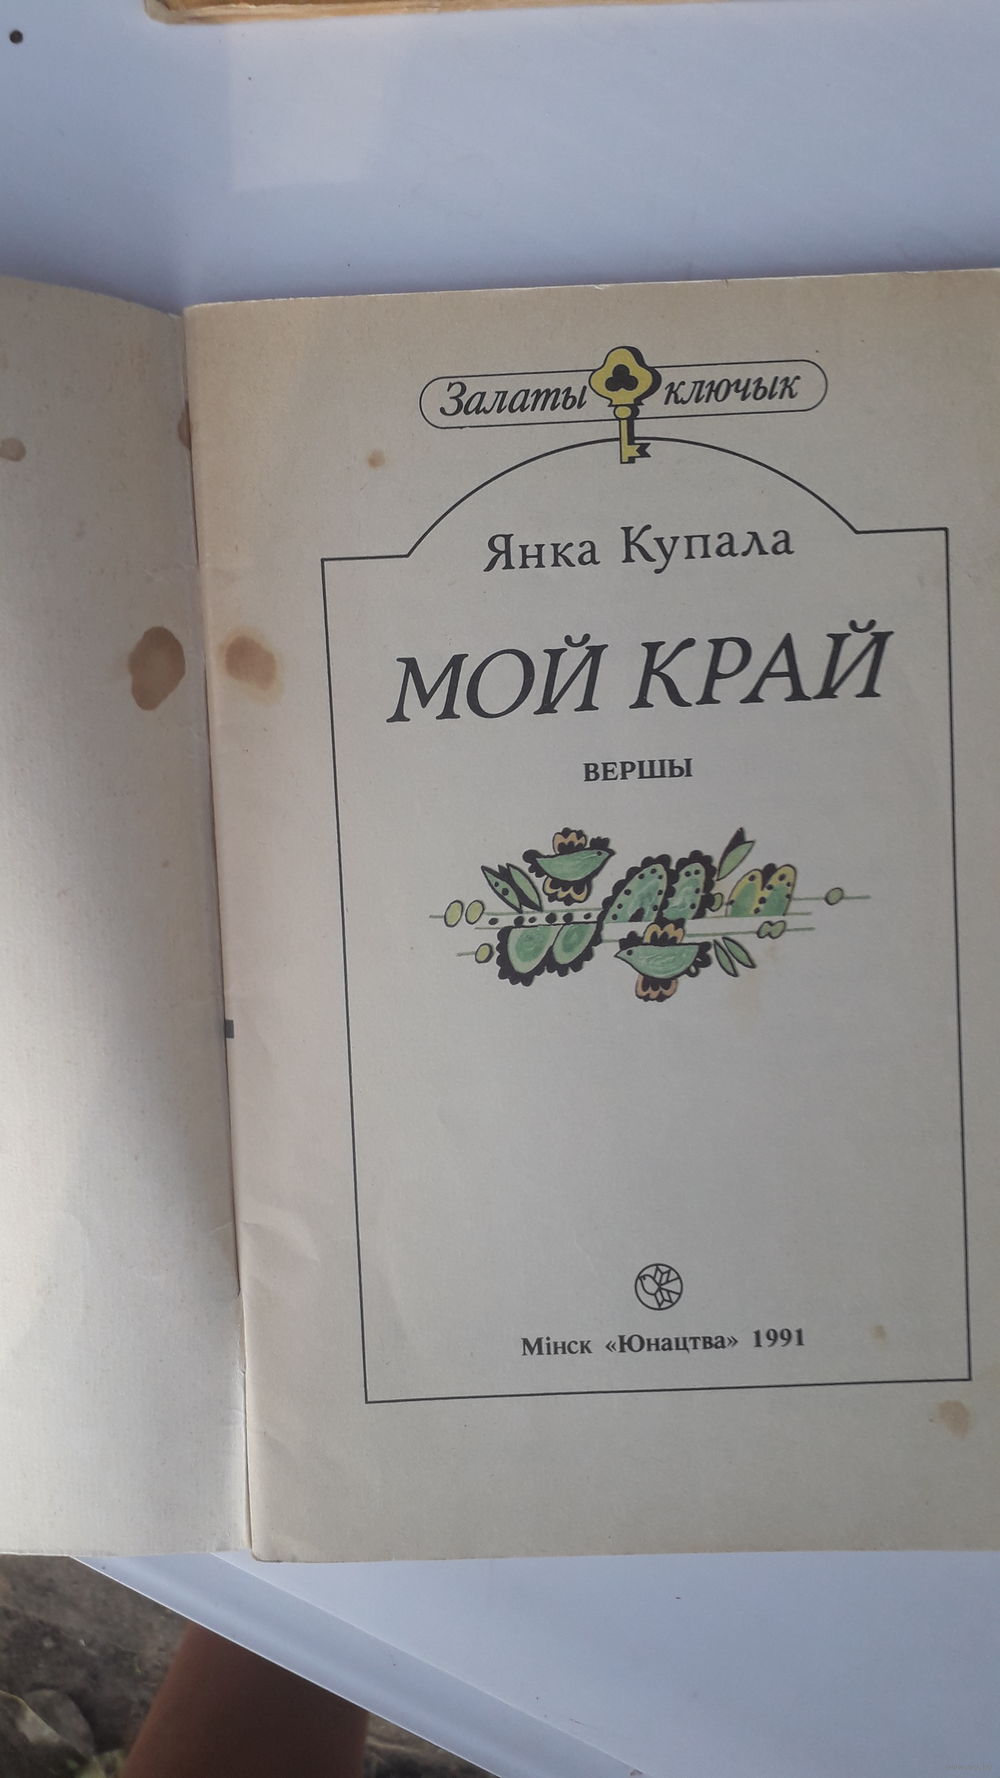 Залаты ключык
Янка Купала
МОЙ КРАЙ
ВЕРШЫ
Мінск «Юнацтва» 1991